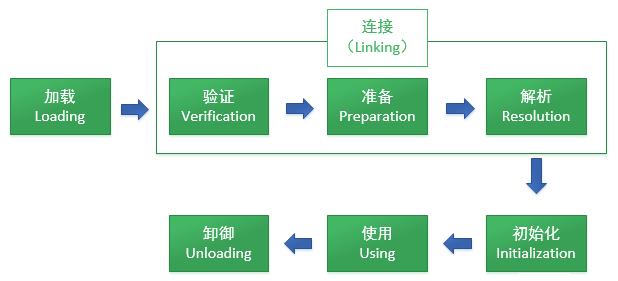 连接
（Linking）
加载
Loading
验证
Verification
准备
Preparation
解析
Resolution
初始化
Initialization
使用
Using
卸御
Unloading